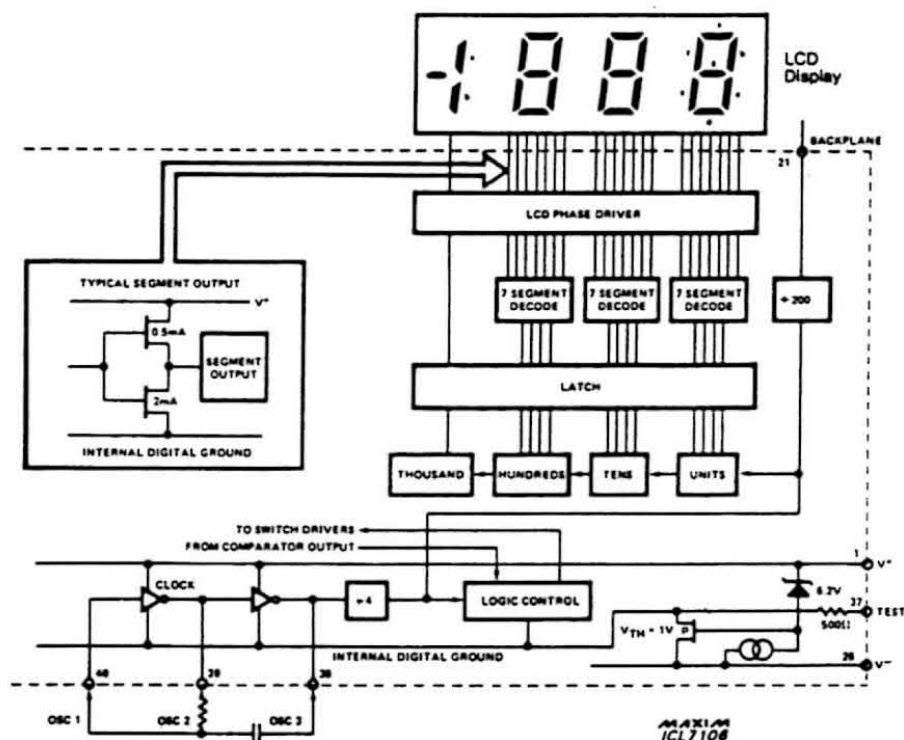 LCD
Display
BACKPLANE
21
LCD PHASE DRIVER
TYPICAL SEGMENT OUTPUT
V+
0.5mA
SEGMENT
OUTPUT
2mA
INTERNAL DIGITAL GROUND
7 SEGMENT
DECODE
7 SEGMENT
DECODE
7 SEGMENT
DECODE
÷200
LATCH
THOUSAND
HUNDREDS
TENS
UNITS
TO SWITCH DRIVERS
FROM COMPARATOR OUTPUT
1
V+
CLOCK
÷4
LOGIC CONTROL
6.2V
37
TEST
500Ω
VTH = 1V
P
INTERNAL DIGITAL GROUND
26
V−
40
39
38
OSC 1
OSC 2
OSC 3
MAXIM
ICL7106